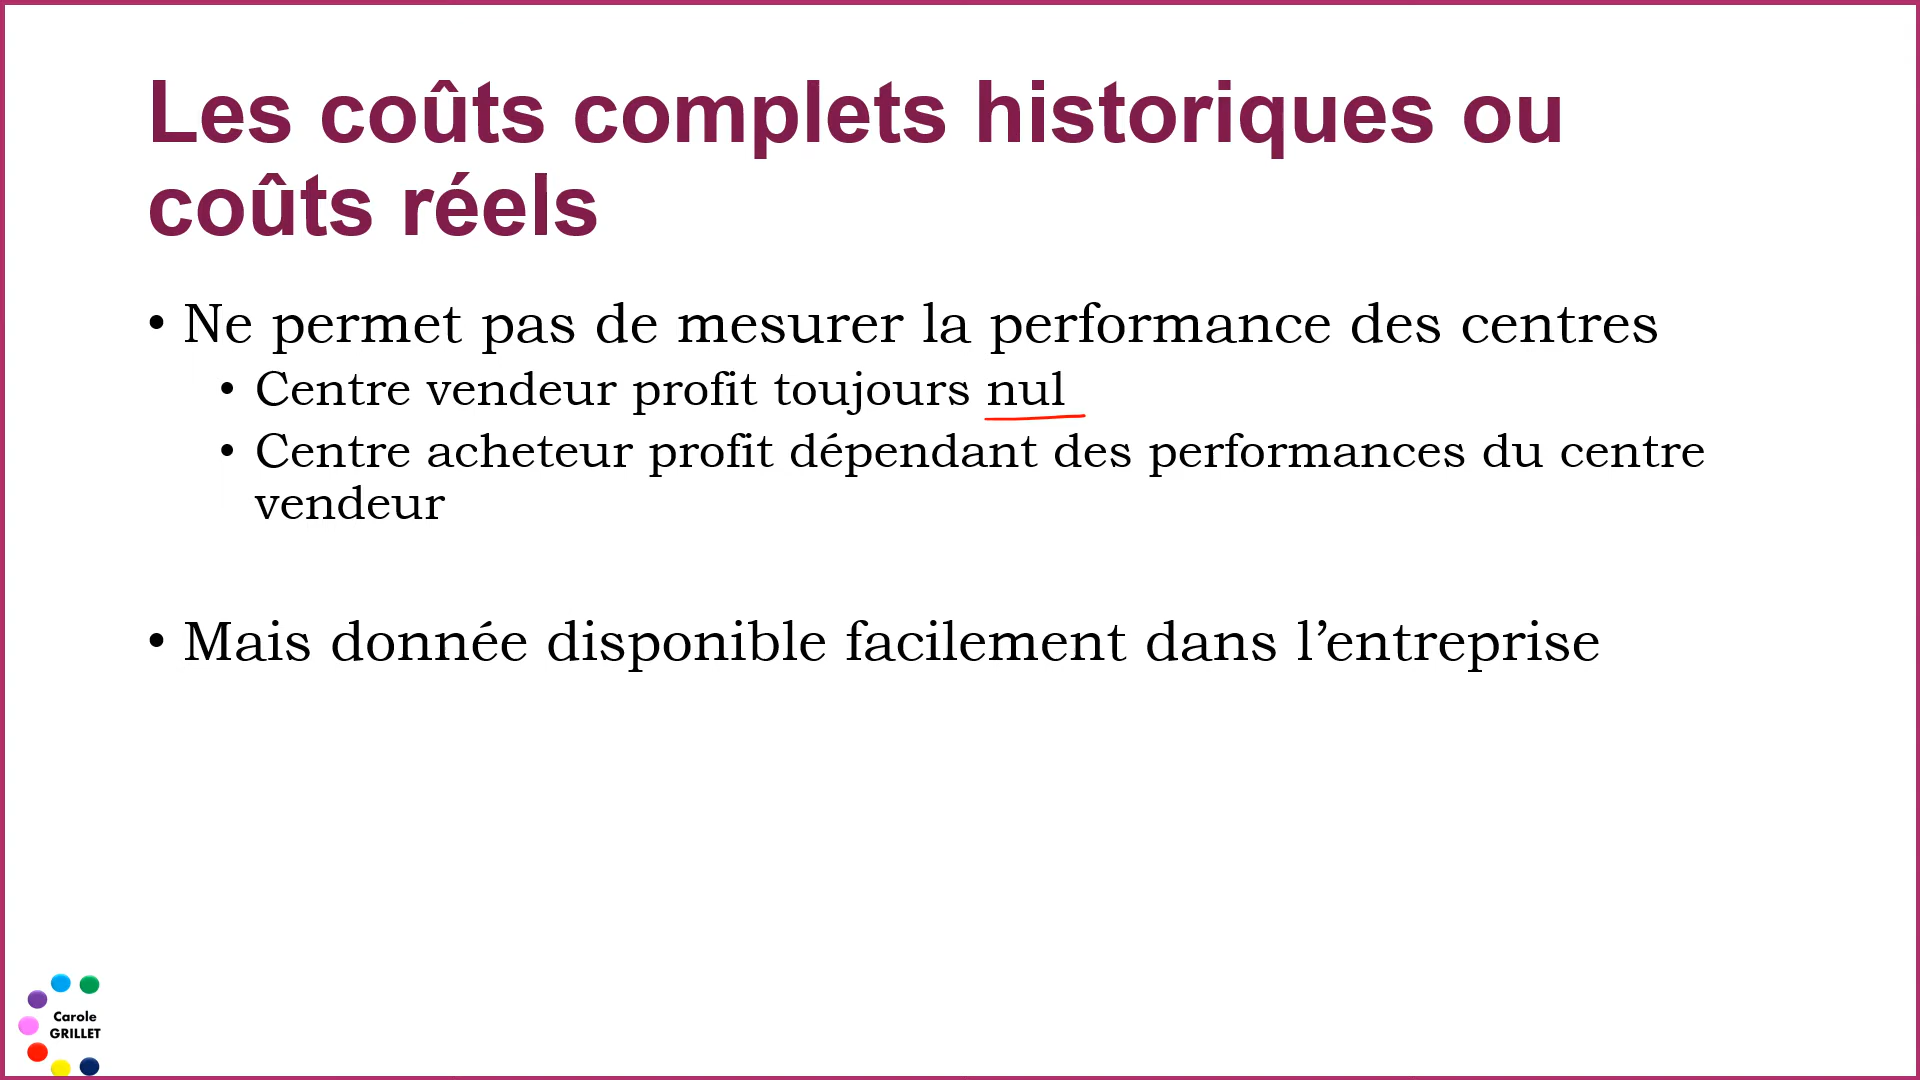 Les coûts complets historiques ou
coûts réels
• Ne permet pas de mesurer la performance des centres
• Centre vendeur profit toujours nul
• Centre acheteur profit dépendant des performances du centre
vendeur
• Mais donnée disponible facilement dans l’entreprise
Carole
GRILLET